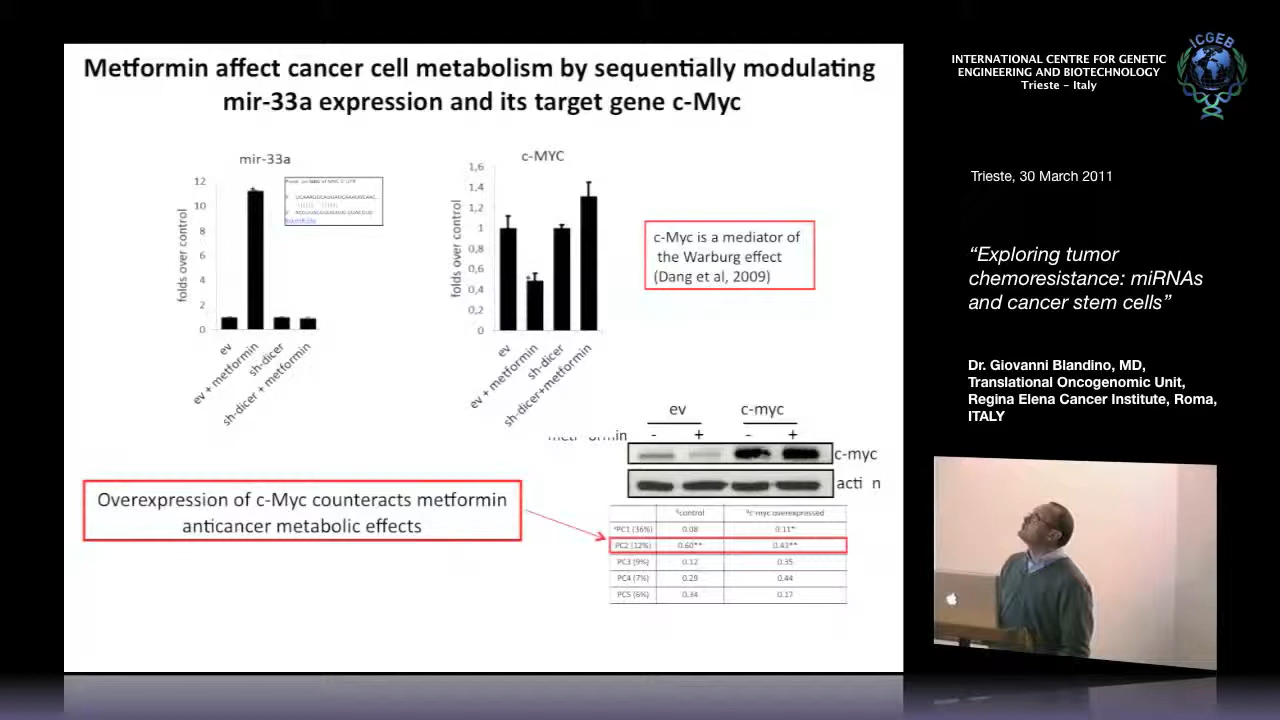 Metformin affect cancer cell metabolism by sequentially modulating
mir-33a expression and its target gene c-Myc
mir-33a
12
10
8
6
4
2
0
folds over control
*
ev
ev + metformin
sh-dicer
sh-dicer + metformin
c-MYC
1,6
1,4
1,2
1
0,8
0,6
0,4
0,2
0
folds over control
*
ev
ev + metformin
sh-dicer
sh-dicer+metformin
c-Myc is a mediator of
the Warburg effect
(Dang et al, 2009)
ev c-myc
- + - +
c-myc
acti n
Overexpression of c-Myc counteracts metformin
anticancer metabolic effects
control c-myc overexpressed
PC1 (36%) 0.08 0.11*
PC2 (12%) 0.60** 0.43**
PC3 (9%) 0.12 0.35
PC4 (7%) 0.29 0.44
PC5 (6%) 0.34 0.17
INTERNATIONAL CENTRE FOR GENETIC
ENGINEERING AND BIOTECHNOLOGY
Trieste - Italy
ICGEB
Trieste, 30 March 2011
“Exploring tumor
chemoresistance: miRNAs
and cancer stem cells”
Dr. Giovanni Blandino, MD,
Translational Oncogenomic Unit,
Regina Elena Cancer Institute, Roma,
ITALY